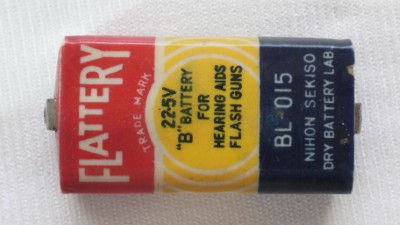 FLATTERY
TRADE MARK
22.5V
"B" BATTERY
FOR
HEARING AIDS
FLASH GUNS
BL-015
NIHON SEKISO
DRY BATTERY LAB.